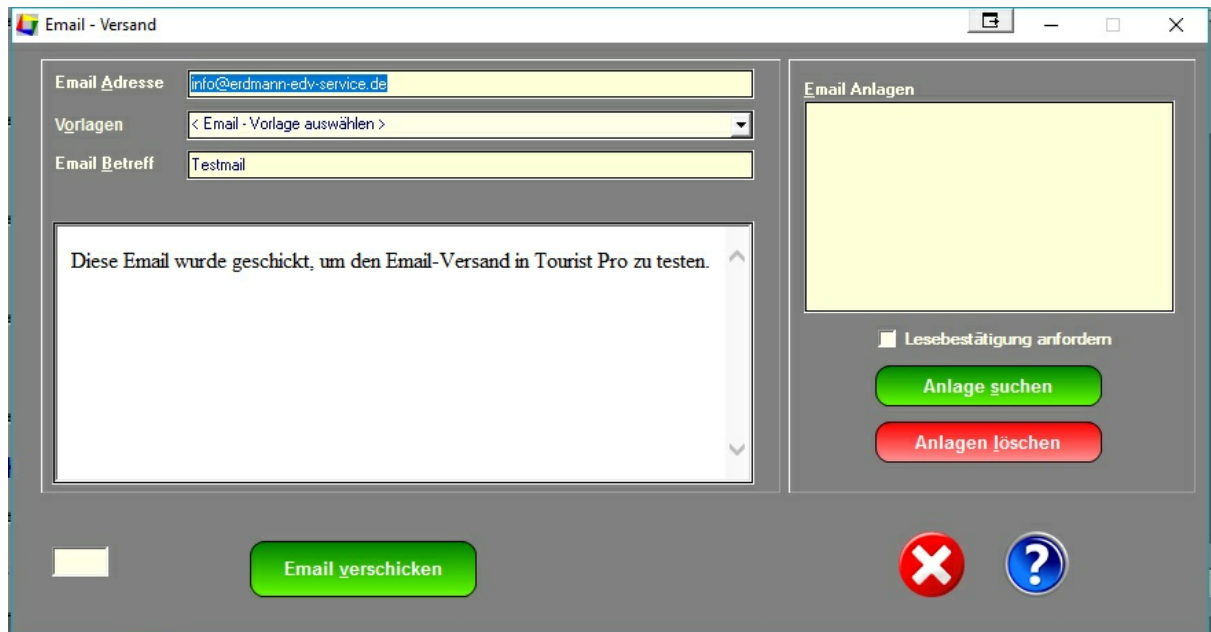 Email - Versand
Email Adresse info@erdmann-edv-service.de
Vorlagen < Email - Vorlage auswählen >
Email Betreff Testmail
Diese Email wurde geschickt, um den Email-Versand in Tourist Pro zu testen.
Email Anlagen
Lesebestätigung anfordern
Anlage suchen
Anlagen löschen
Email verschicken
?